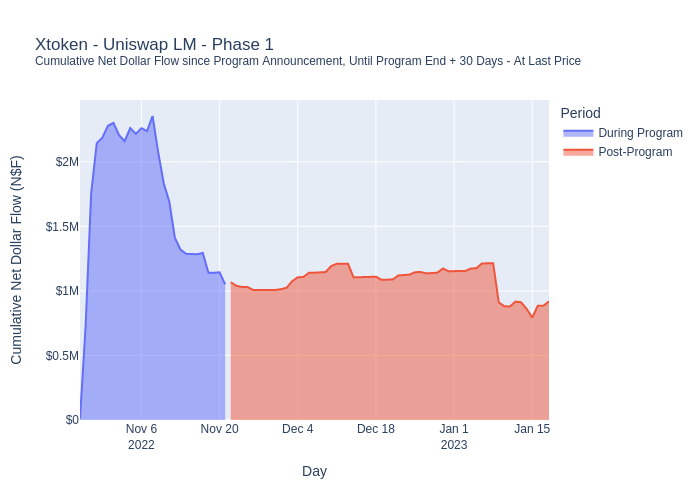 Xtoken - Uniswap LM - Phase 1
Cumulative Net Dollar Flow since Program Announcement, Until Program End + 30 Days - At Last Price
Period
During Program
Post-Program
Cumulative Net Dollar Flow (N$F)
$2M
$1.5M
$1M
$0.5M
$0
Nov 6
2022
Nov 20
Dec 4
Dec 18
Jan 1
2023
Jan 15
Day